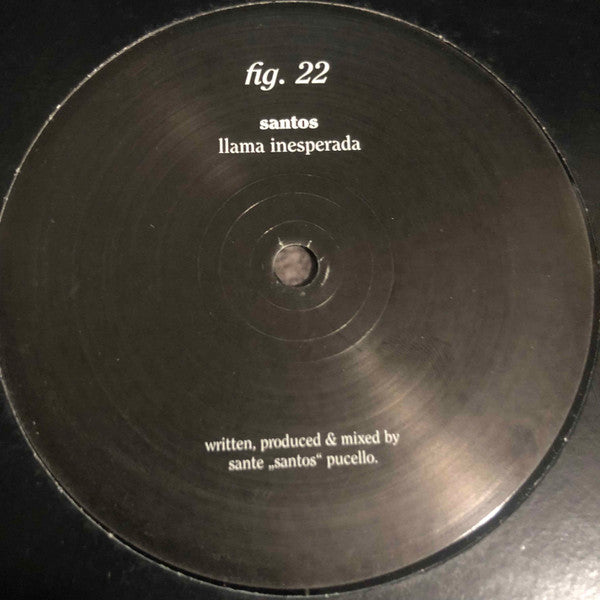 fig. 22
santos
llama inesperada
written, produced & mixed by
sante „santos“ pucello.